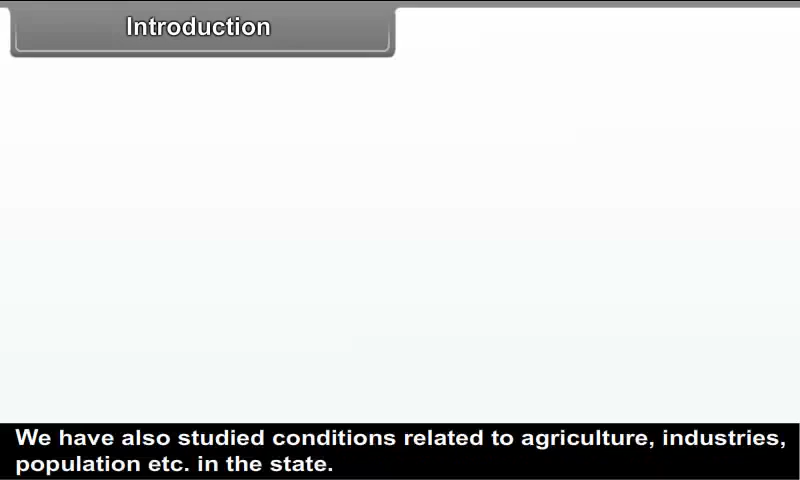 Introduction
We have also studied conditions related to agriculture, industries,
population etc. in the state.